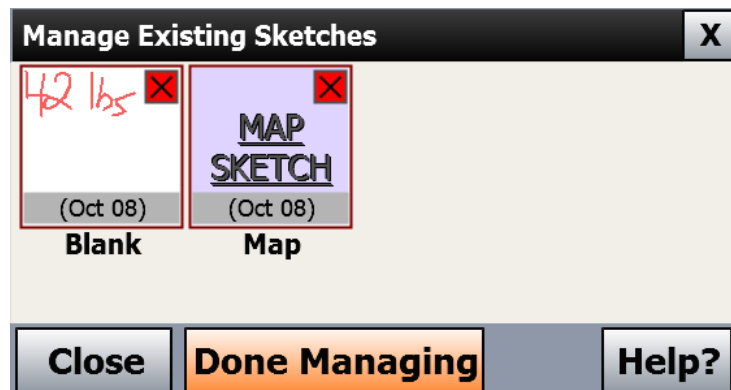 Manage Existing Sketches X
42 lbs
MAP
SKETCH
(Oct 08) (Oct 08)
Blank Map
Close Done Managing Help?